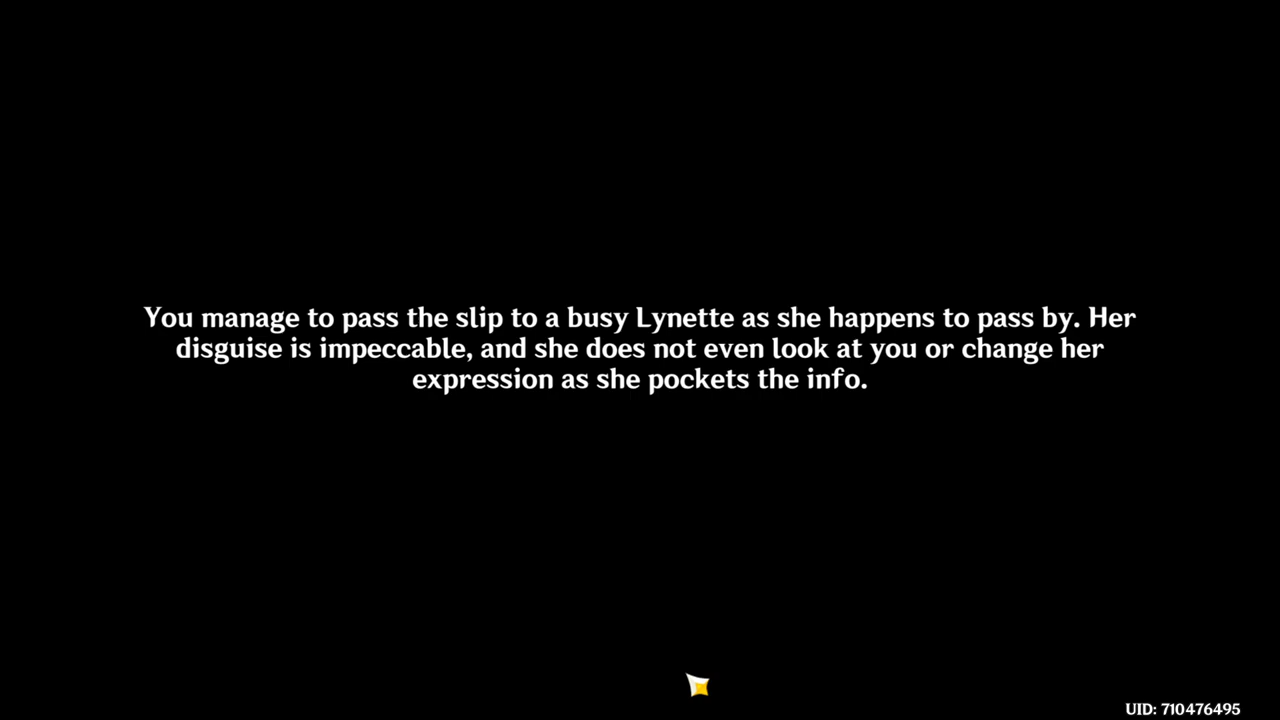 You manage to pass the slip to a busy Lynette as she happens to pass by. Her
disguise is impeccable, and she does not even look at you or change her
expression as she pockets the info.
UID: 710476495